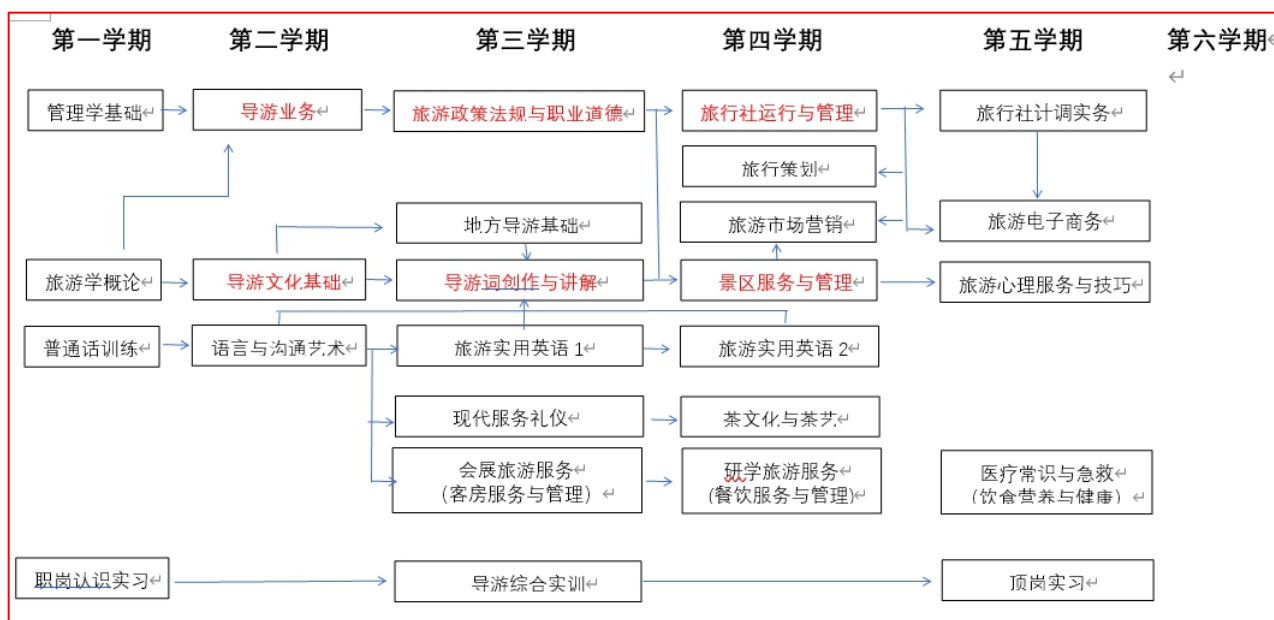 第一学期 第二学期 第三学期 第四学期 第五学期 第六学期
管理学基础 导游业务 旅游政策法规与职业道德 旅行社运行与管理 旅行社计调实务
旅行策划
地方导游基础 旅游市场营销 旅游电子商务
旅游学概论 导游文化基础 导游词创作与讲解 景区服务与管理 旅游心理服务与技巧
普通话训练 语言与沟通艺术 旅游实用英语 1 旅游实用英语 2
现代服务礼仪 茶文化与茶艺
会展旅游服务 研学旅游服务 医疗常识与急救
(客房服务与管理) (餐饮服务与管理) (饮食营养与健康)
职岗认识实习 导游综合实训 顶岗实习